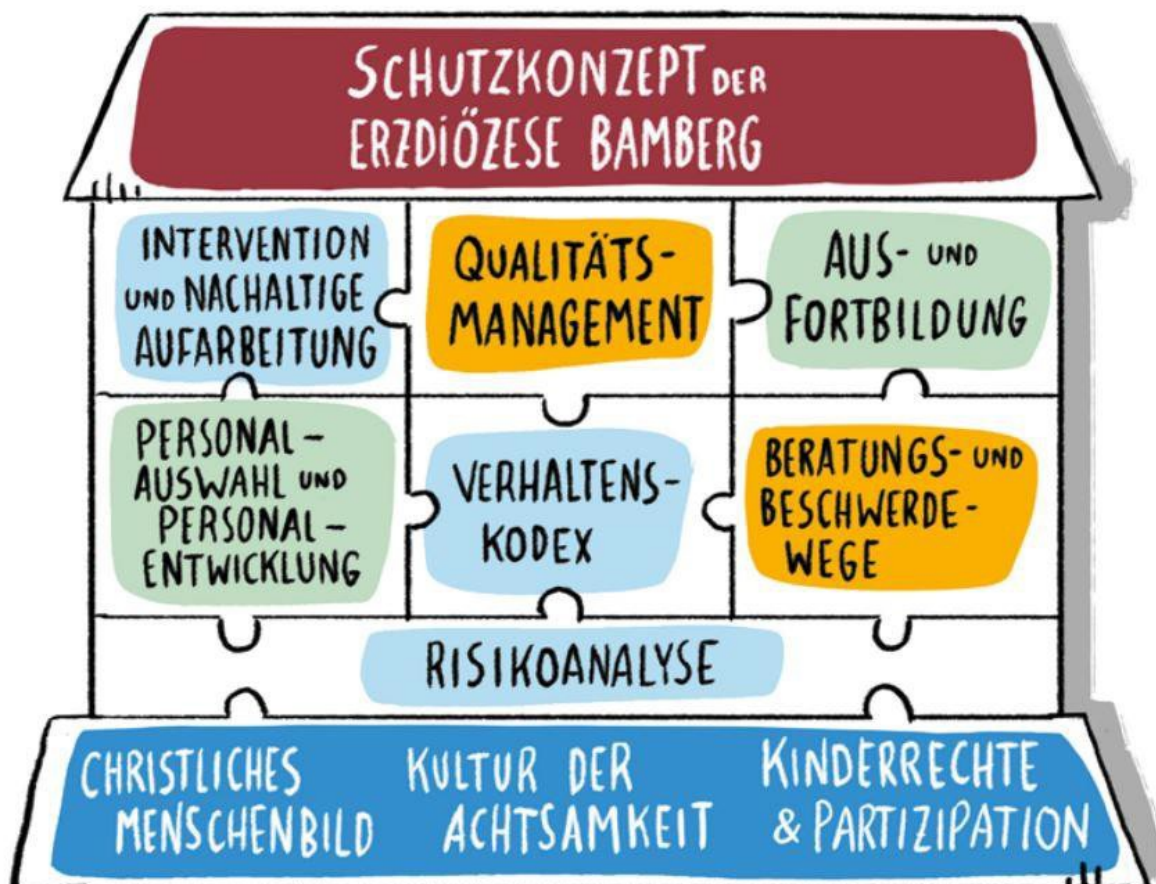 SCHUTZKONZEPT DER
ERZDIÖZESE BAMBERG
INTERVENTION
UND NACHALTIGE
AUFARBEITUNG
QUALITÄTS-
MANAGEMENT
AUS- UND
FORTBILDUNG
PERSONAL-
AUSWAHL UND
PERSONAL-
ENTWICKLUNG
VERHALTENS-
KODEX
BERATUNGS- UND
BESCHWERDE-
WEGE
RISIKOANALYSE
CHRISTLICHES
MENSCHENBILD
KULTUR DER
ACHTSAMKEIT
KINDERRECHTE
& PARTIZIPATION